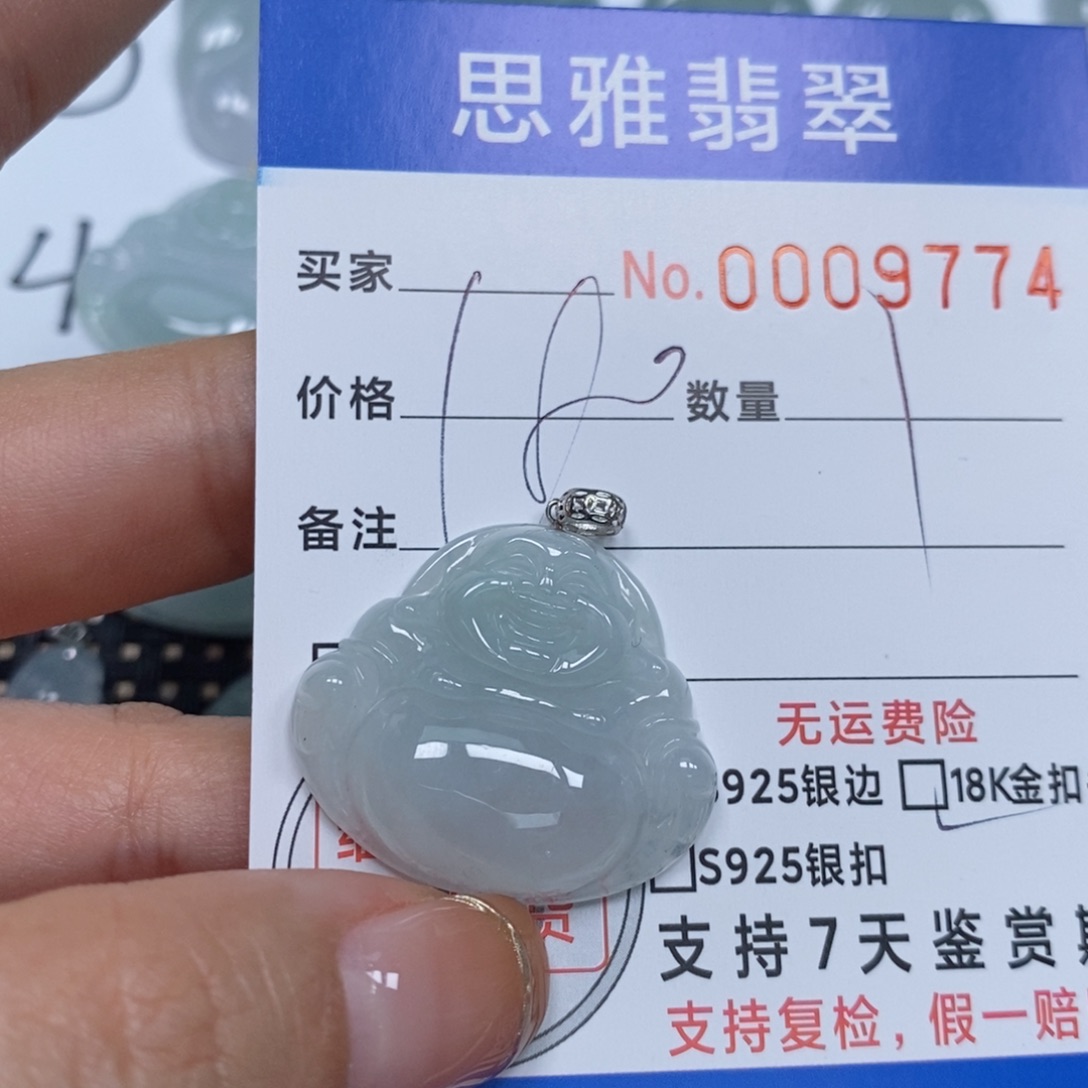 思雅翡翠
买家 No.0009774
价格 数量
备注
无运费险
925银边 18K金扣
S925银扣
支持7天鉴赏
支持复检，假一赔
4